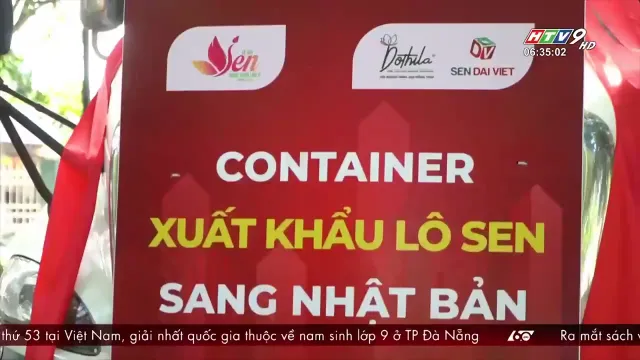 HTV9 HD
06:35:02
Sen
Dothila
SEN DAI VIET
CONTAINER
XUẤT KHẨU LÔ SEN
SANG NHẬT BẢN
thứ 53 tại Việt Nam, giải nhất quốc gia thuộc về nam sinh lớp 9 ở TP Đà Nẵng
Ra mắt sách v